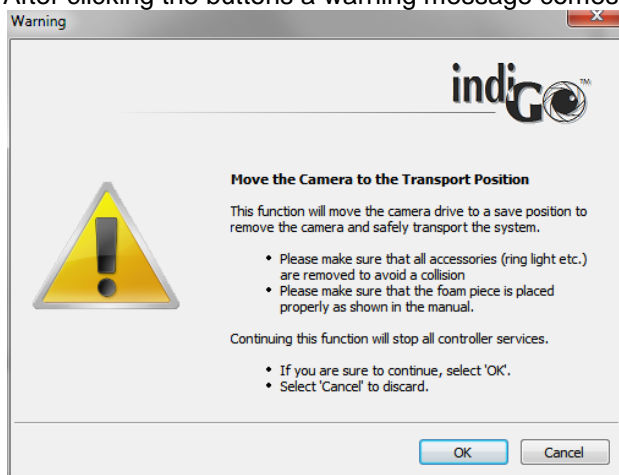 After clicking the buttons a warning message comes
Warning
indiGo™
Move the Camera to the Transport Position
This function will move the camera drive to a save position to
remove the camera and safely transport the system.
• Please make sure that all accessories (ring light etc.)
are removed to avoid a collision
• Please make sure that the foam piece is placed
properly as shown in the manual.
Continuing this function will stop all controller services.
• If you are sure to continue, select 'OK'.
• Select 'Cancel' to discard.
OK Cancel